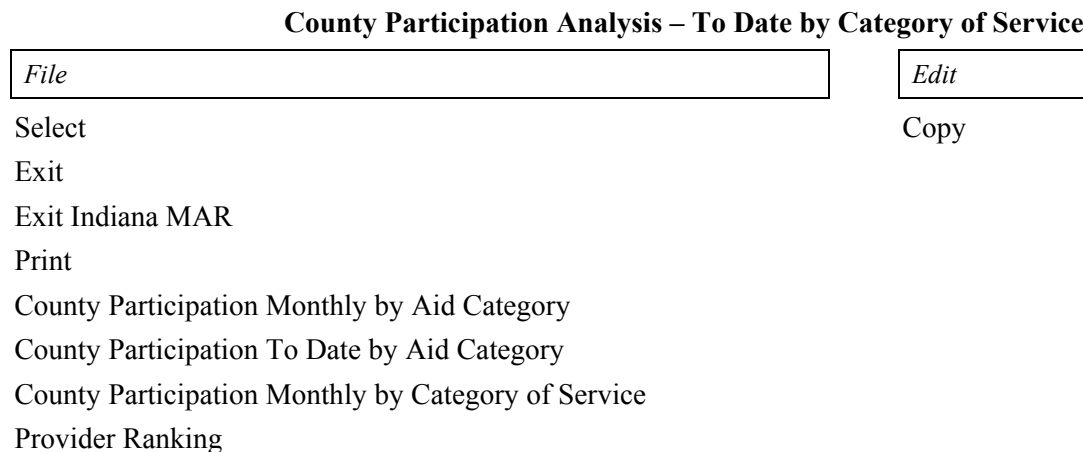 County Participation Analysis – To Date by Category of Service
File
Edit
Select
Copy
Exit
Exit Indiana MAR
Print
County Participation Monthly by Aid Category
County Participation To Date by Aid Category
County Participation Monthly by Category of Service
Provider Ranking